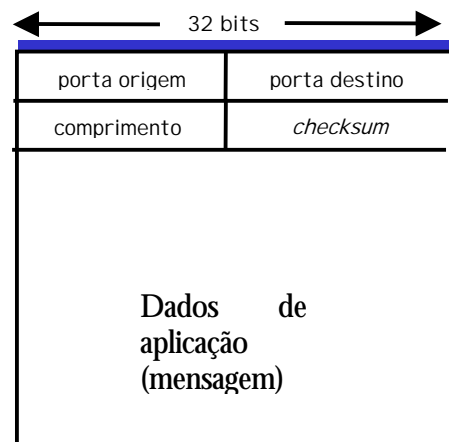 32 bits
porta origem porta destino
comprimento checksum
Dados de
aplicação
(mensagem)